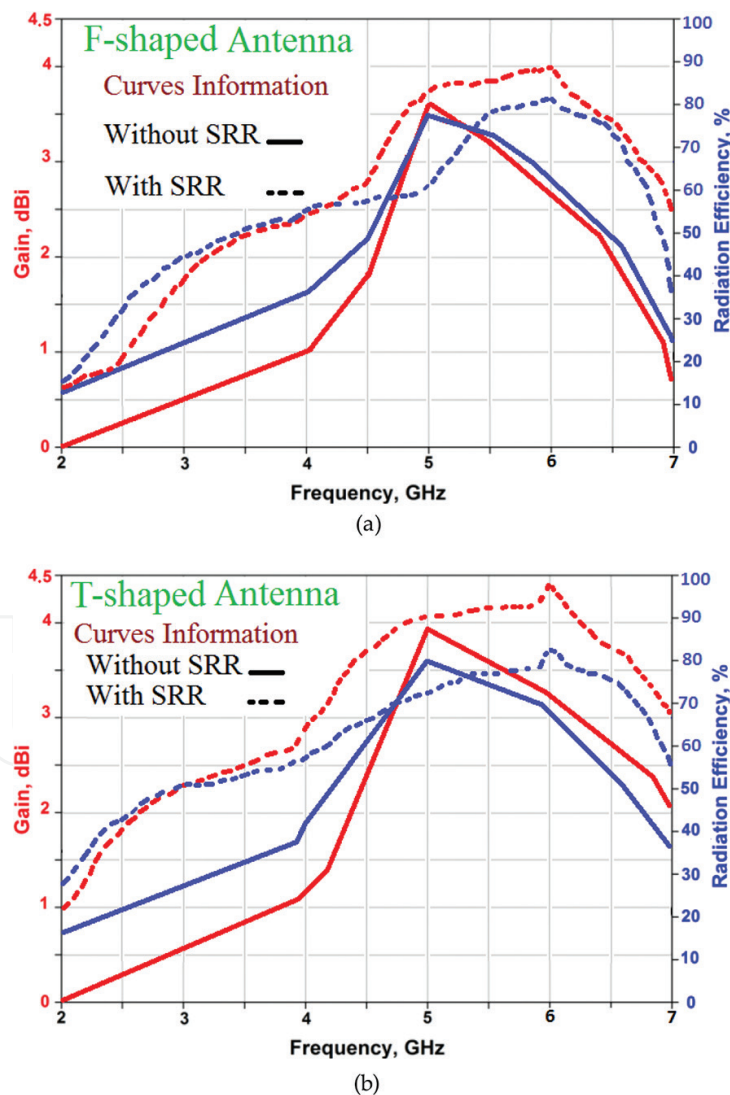 F-shaped Antenna
Curves Information
Without SRR
With SRR
Gain, dBi
4.5
4
3
2
1
0
Radiation Efficiency, %
100
90
80
70
60
50
40
30
20
10
0
2 3 4 5 6 7
Frequency, GHz
(a)
T-shaped Antenna
Curves Information
Without SRR
With SRR
Gain, dBi
4.5
4
3
2
1
0
Radiation Efficiency, %
100
90
80
70
60
50
40
30
20
10
0
2 3 4 5 6 7
Frequency, GHz
(b)